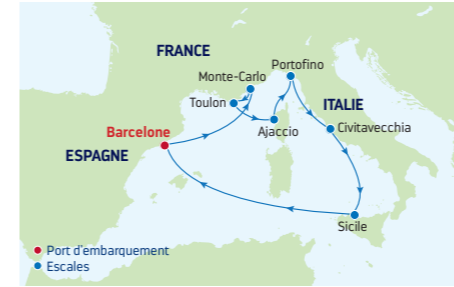 FRANCE
Portofino
Monte-Carlo
Toulon
ITALIE
Ajaccio
Civitavecchia
Barcelone
ESPAGNE
Sicile
Port d'embarquement
Escales